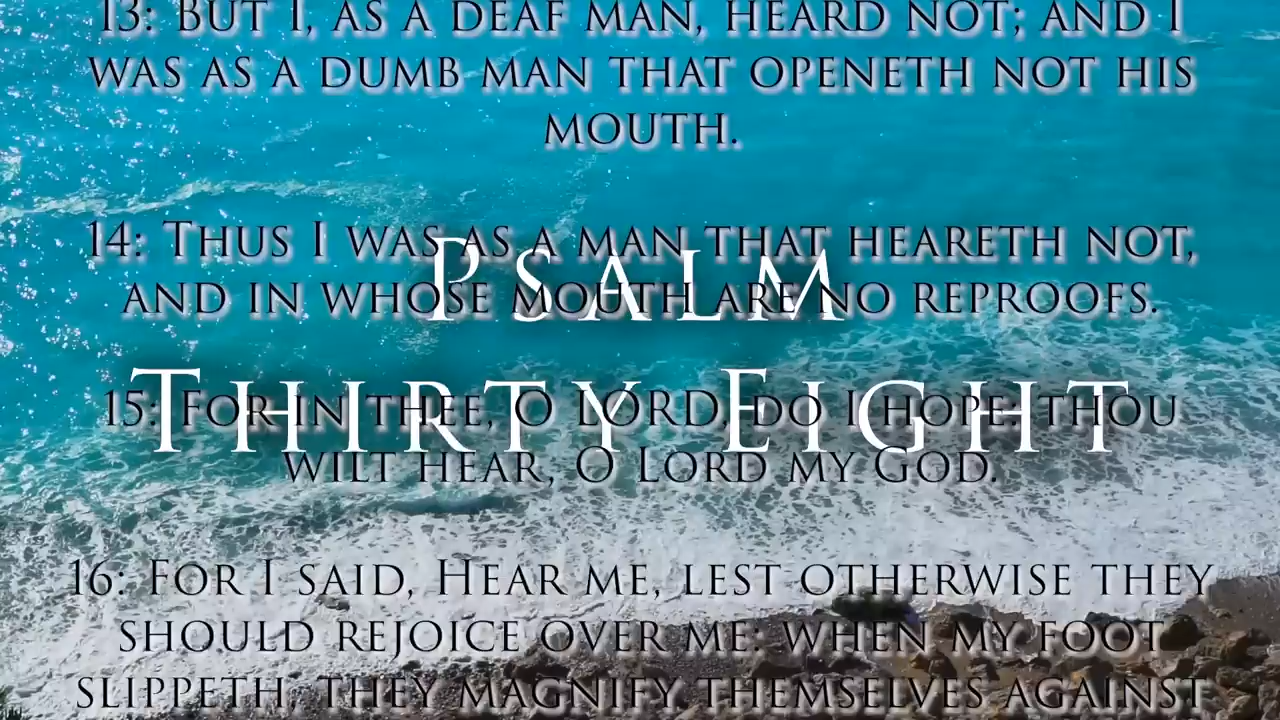 13: But I, as a deaf man, heard not; and I
was as a dumb man that openeth not his
mouth.
14: Thus I was as a man that heareth not,
and in whose mouth are no reproofs.
Psalm
Thirty Eight
15: For in thee, O LORD, do I hope: thou
wilt hear, O Lord my God.
16: For I said, Hear me, lest otherwise they
should rejoice over me: when my foot
slippeth, they magnify themselves against